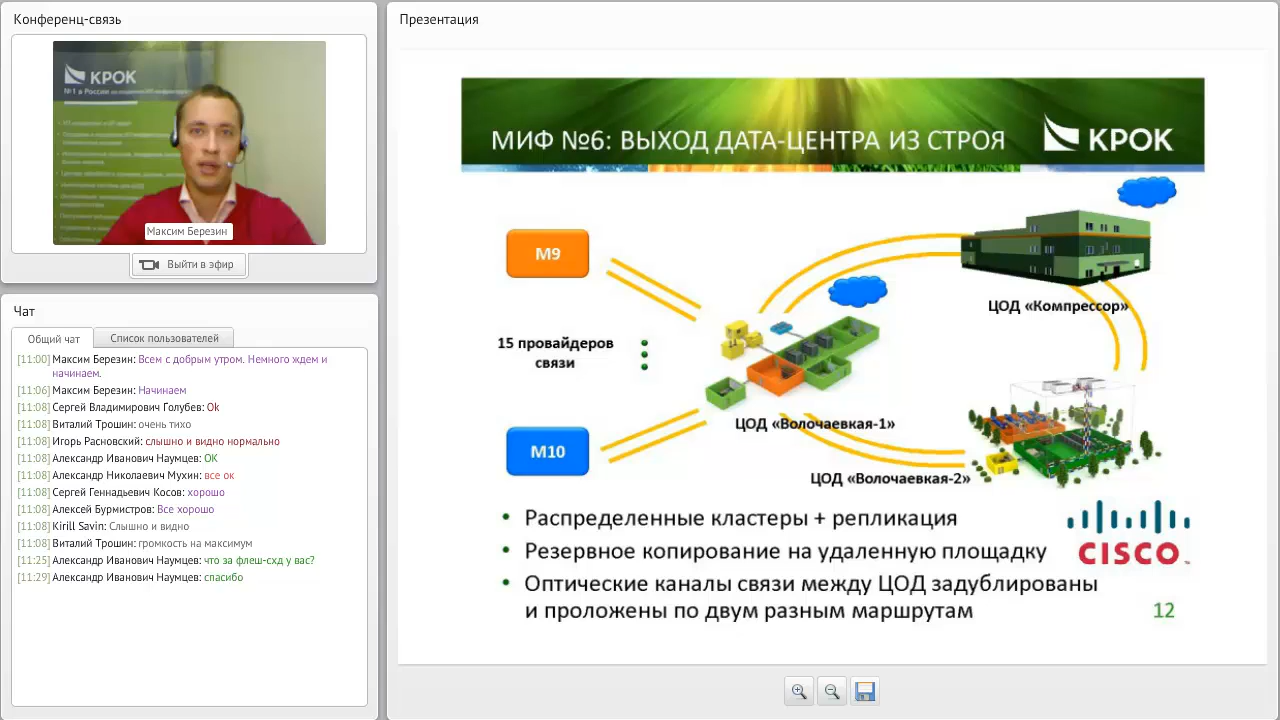 Конференц-связь
КРОК
№1 в России
Максим Березин
Выйти в эфир
Чат
Общий чат
Список пользователей
[11:00] Максим Березин: Всем с добрым утром. Немного ждем и
начинаем.
[11:06] Максим Березин: Начинаем
[11:08] Сергей Владимирович Голубев: Ok
[11:08] Виталий Трошин: очень тихо
[11:08] Игорь Расновский: слышно и видно нормально
[11:08] Александр Иванович Наумцев: ОК
[11:08] Александр Николаевич Мухин: все ок
[11:08] Сергей Геннадьевич Косов: хорошо
[11:08] Алексей Бурмистров: Все хорошо
[11:08] Kirill Savin: Слышно и видно
[11:08] Виталий Трошин: громкость на максимум
[11:25] Александр Иванович Наумцев: что за флеш-схд у вас?
[11:29] Александр Иванович Наумцев: спасибо
Презентация
МИФ №6: ВЫХОД ДАТА-ЦЕНТРА ИЗ СТРОЯ
КРОК
М9
15 провайдеров
связи
М10
ЦОД «Компрессор»
ЦОД «Волочаевкая-1»
ЦОД «Волочаевкая-2»
• Распределенные кластеры + репликация
• Резервное копирование на удаленную площадку
• Оптические каналы связи между ЦОД задублированы
и проложены по двум разным маршрутам
CISCO
12